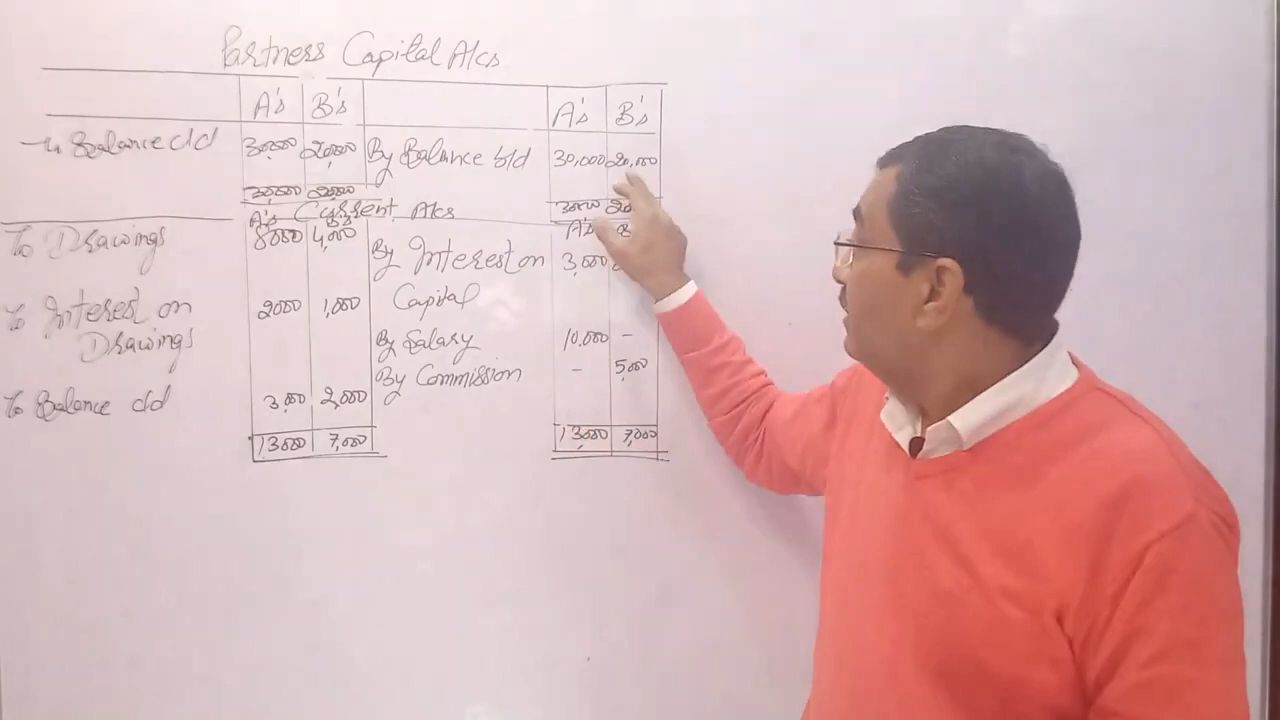 Partners Capital A/cs
A's B's A's B's
Balance c/d 30,000 20,000 By Balance b/d 30,000 20,000
30,000 20,000
Current A/cs
A's B's A's B
To Drawings 8000 4,000 By Interest on 3,000
To Interest on 2000 1,000 Capital
Drawings By Salary 10,000 -
By Commission - 5,000
To Balance c/d 3,000 2,000
13000 7,000 13,000 7,000